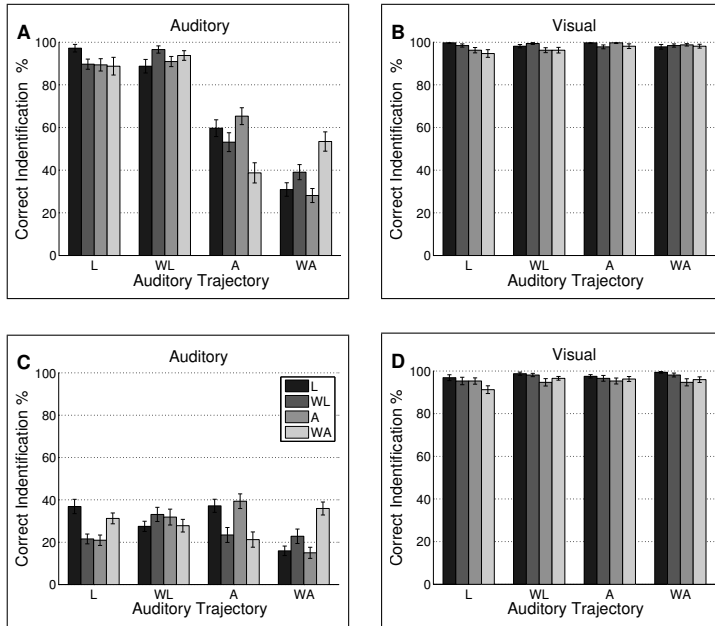 A
Auditory
Correct Indentification %
100
80
60
40
20
0
L WL A WA
Auditory Trajectory
B
Visual
Correct Indentification %
100
80
60
40
20
0
L WL A WA
Auditory Trajectory
C
Auditory
Correct Indentification %
100
80
60
40
20
0
L
WL
A
WA
L WL A WA
Auditory Trajectory
D
Visual
Correct Indentification %
100
80
60
40
20
0
L WL A WA
Auditory Trajectory